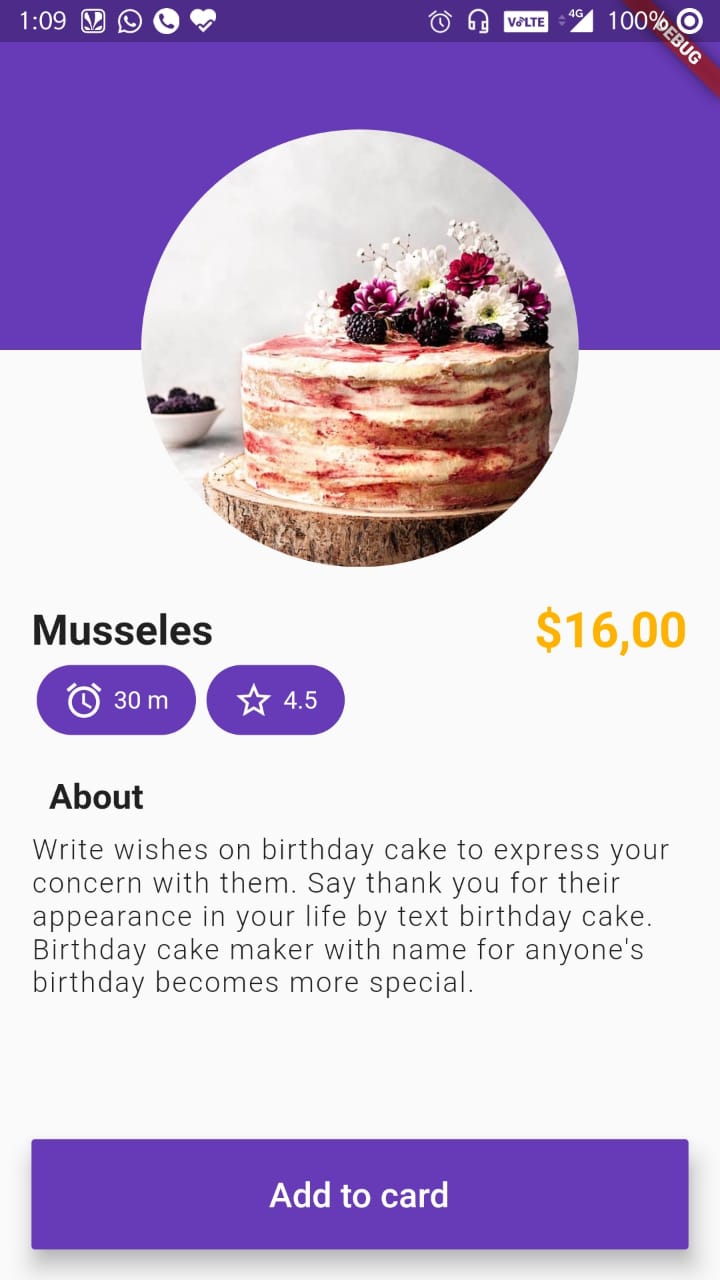 1:09
VoLTE
4G
100%
DEBUG
Musseles
$16,00
30 m
4.5
About
Write wishes on birthday cake to express your
concern with them. Say thank you for their
appearance in your life by text birthday cake.
Birthday cake maker with name for anyone's
birthday becomes more special.
Add to card